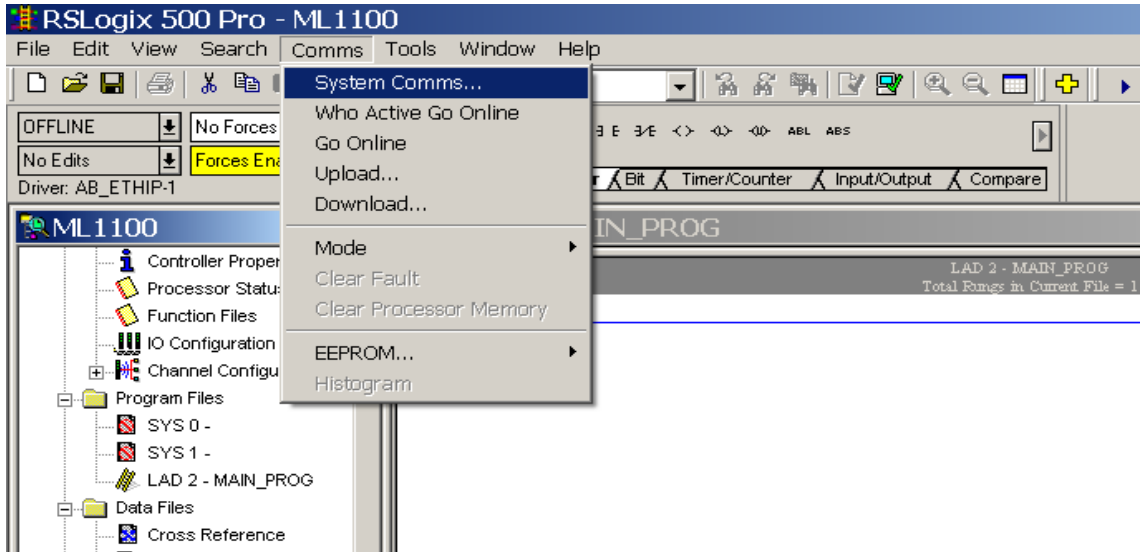 RSLogix 500 Pro - ML1100
File Edit View Search Comms Tools Window Help
System Comms...
Who Active Go Online
Go Online
Upload...
Download...
Mode
Clear Fault
Clear Processor Memory
EEPROM...
Histogram
OFFLINE No Forces
No Edits Forces Ena
Driver: AB_ETHIP-1
ABL ABS
Bit Timer/Counter Input/Output Compare
ML1100
IN_PROG
Controller Proper
Processor Statu
Function Files
IO Configuration
Channel Configu
Program Files
SYS 0 -
SYS 1 -
LAD 2 - MAIN_PROG
Data Files
Cross Reference
LAD 2 - MAIN_PROG
Total Rungs in Current File = 1